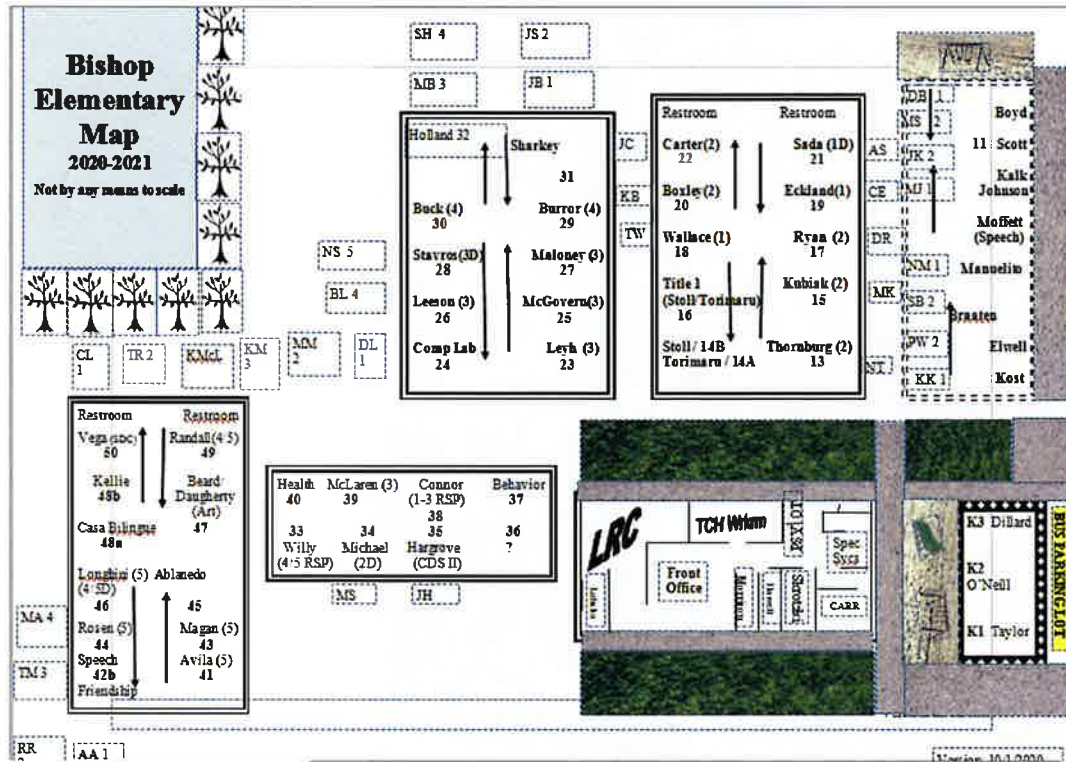 Bishop
Elementary
Map
2020-2021
Not by any means to scale
SH 4
JS 2
MB 3
JB 1
Holland 32
Sharkey
31
Buck (4)
30
Burror (4)
29
Stavros(3D)
28
Maloney (3)
27
Leeson (3)
26
McGovern(3)
25
Comp Lab
24
Leyh (3)
23
JC
KB
TW
Restroom
Restroom
Carter(2)
22
Sada (1D)
21
Boxley(2)
20
Eckland(1)
19
Wallace (1)
18
Ryan (2)
17
Title 1
(Stoll/Torimaru)
16
Kubiak (2)
15
Stoll / 14B
Torimaru / 14A
Thornburg (2)
13
AS
CE
DR
MK
NT
DB 1
MS 2
JK 2
MJ 1
NM 1
SB 2
PW 2
KK 1
Boyd
11 Scott
Kalk
Johnson
Moffett
(Speech)
Manuelito
Braaten
Elwell
Kost
NS 5
BL 4
CL
1
TR 2
KMcL
KM
3
MM
2
DL
1
Restroom
Restroom
Vega (SDC)
50
Randall (4/5)
49
Kellie
48b
Beard/
Daugherty
(Art)
47
Casa Bilingue
48a
Longhini (5)
(4/5D)
46
Ablanedo
45
Rosen (5)
44
Magan (5)
43
Speech
42b
Avila (5)
41
Friendship
MA 4
TM 3
RR
AA 1
Health
40
McLaren (3)
39
Connor
(1-3 RSP)
38
Behavior
37
33
Willy
(4/5 RSP)
34
Michael
(2D)
35
Hargrove
(CDS II)
36
?
MS
JH
LRC
TCH Wrkrm
Front
Office
Spec
Svcs
CARR
K3 Dillard
K2
O'Neill
K1 Taylor
BUS PARKING LOT
Version 10/1/2020